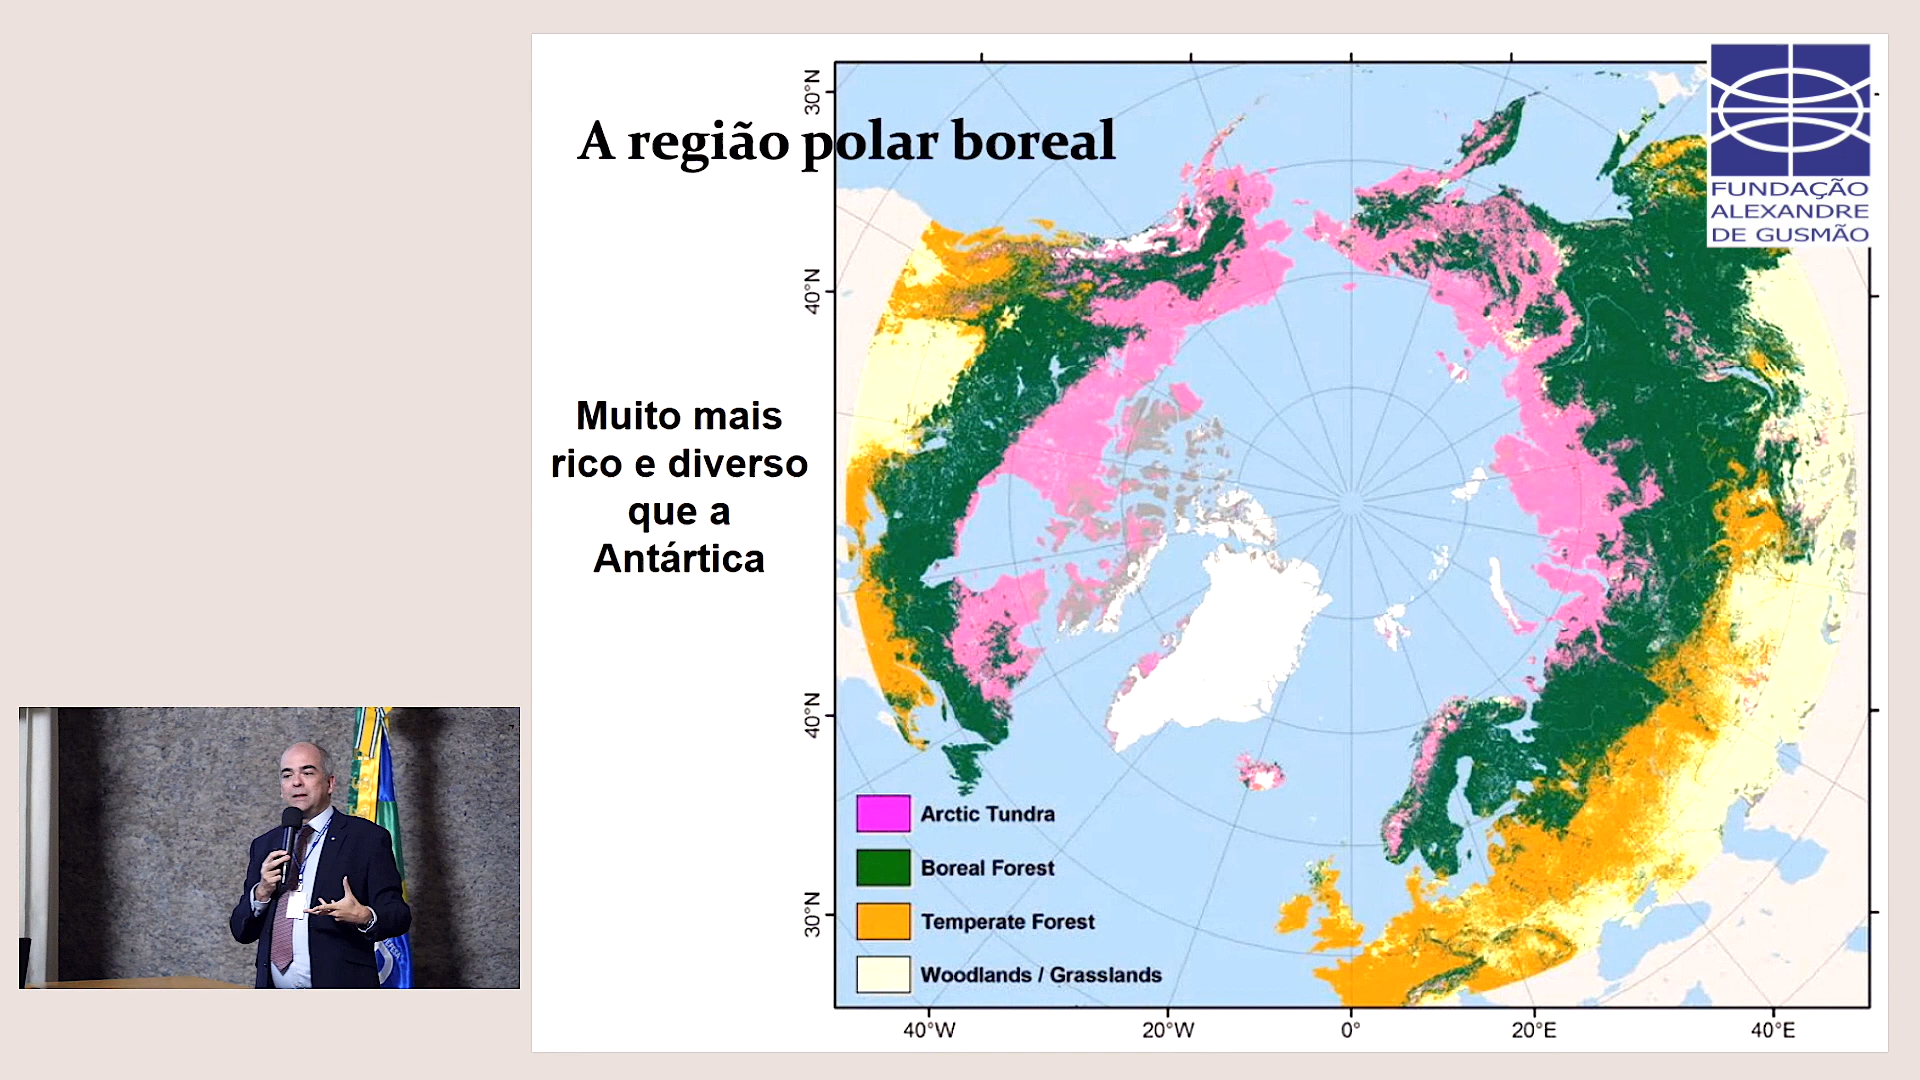 A região polar boreal
Muito mais
rico e diverso
que a
Antártica
FUNDAÇÃO
ALEXANDRE
DE GUSMÃO
30°N
40°N
40°N
30°N
Arctic Tundra
Boreal Forest
Temperate Forest
Woodlands / Grasslands
40°W
20°W
0°
20°E
40°E